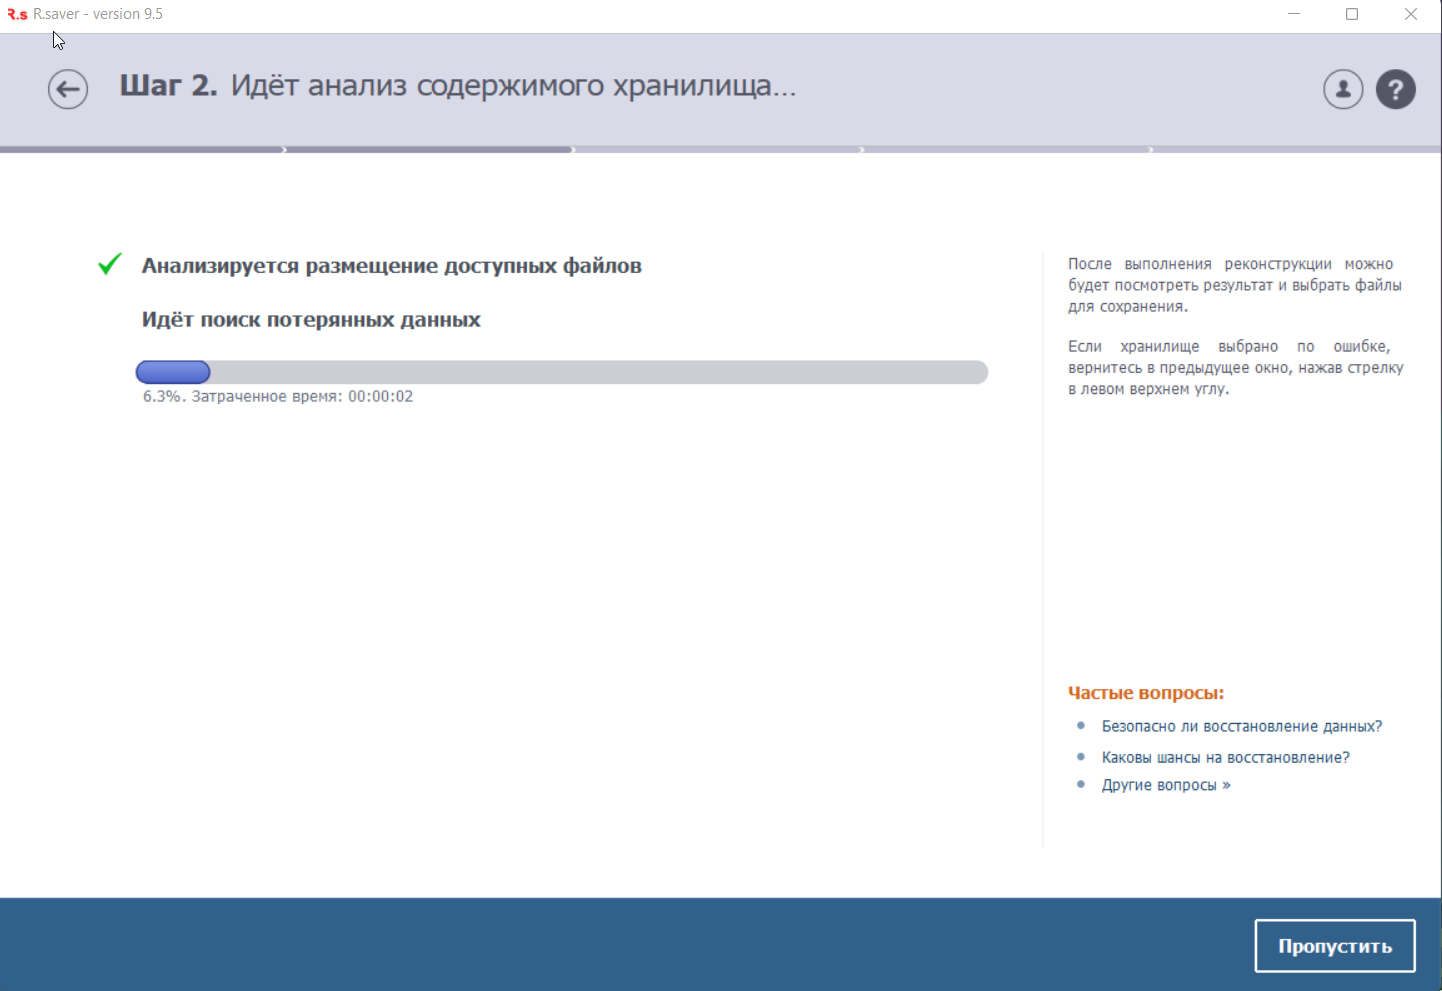 R.s R.saver - version 9.5
Шаг 2. Идёт анализ содержимого хранилища...
?
Анализируется размещение доступных файлов
Идёт поиск потерянных данных
6.3%. Затраченное время: 00:00:02
После выполнения реконструкции можно
будет посмотреть результат и выбрать файлы
для сохранения.
Если хранилище выбрано по ошибке,
вернитесь в предыдущее окно, нажав стрелку
в левом верхнем углу.
Частые вопросы:
Безопасно ли восстановление данных?
Каковы шансы на восстановление?
Другие вопросы »
Пропустить